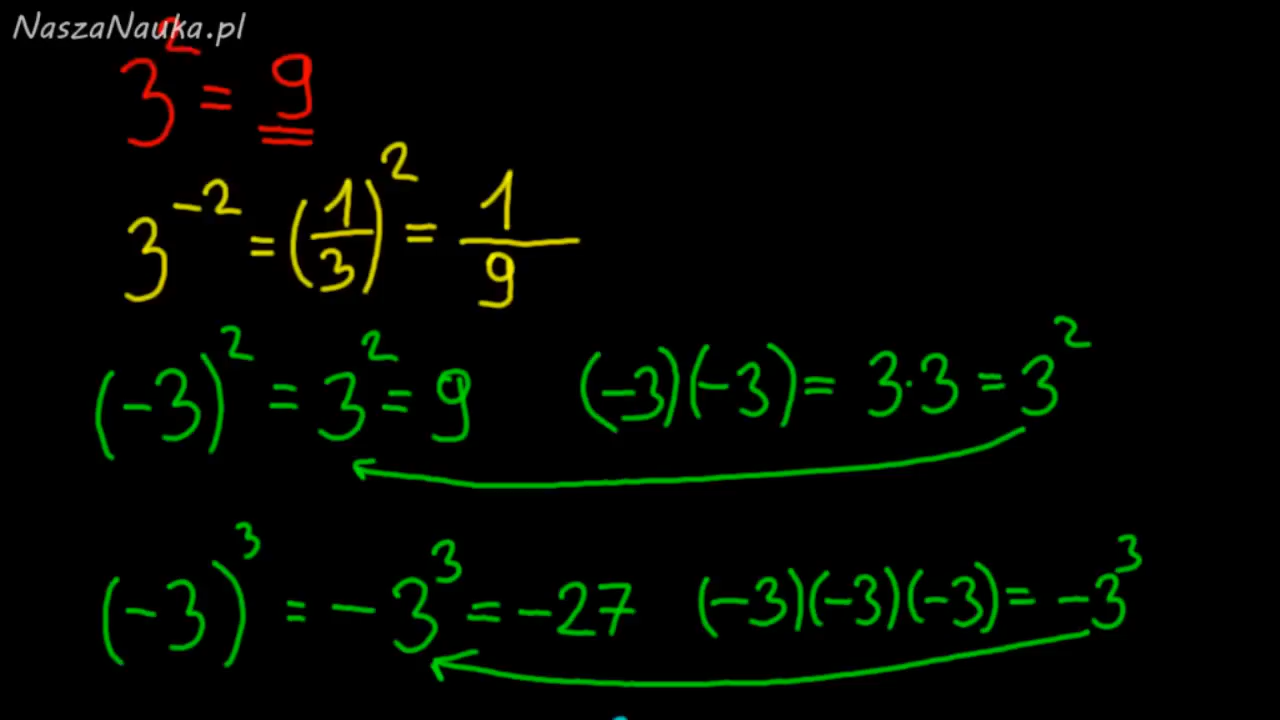 NaszaNauka.pl
3² = 9
3⁻² = (1/3)² = 1/9
(-3)² = 3² = 9 (-3)(-3) = 3·3 = 3²
(-3)³ = -3³ = -27 (-3)(-3)(-3) = -3³